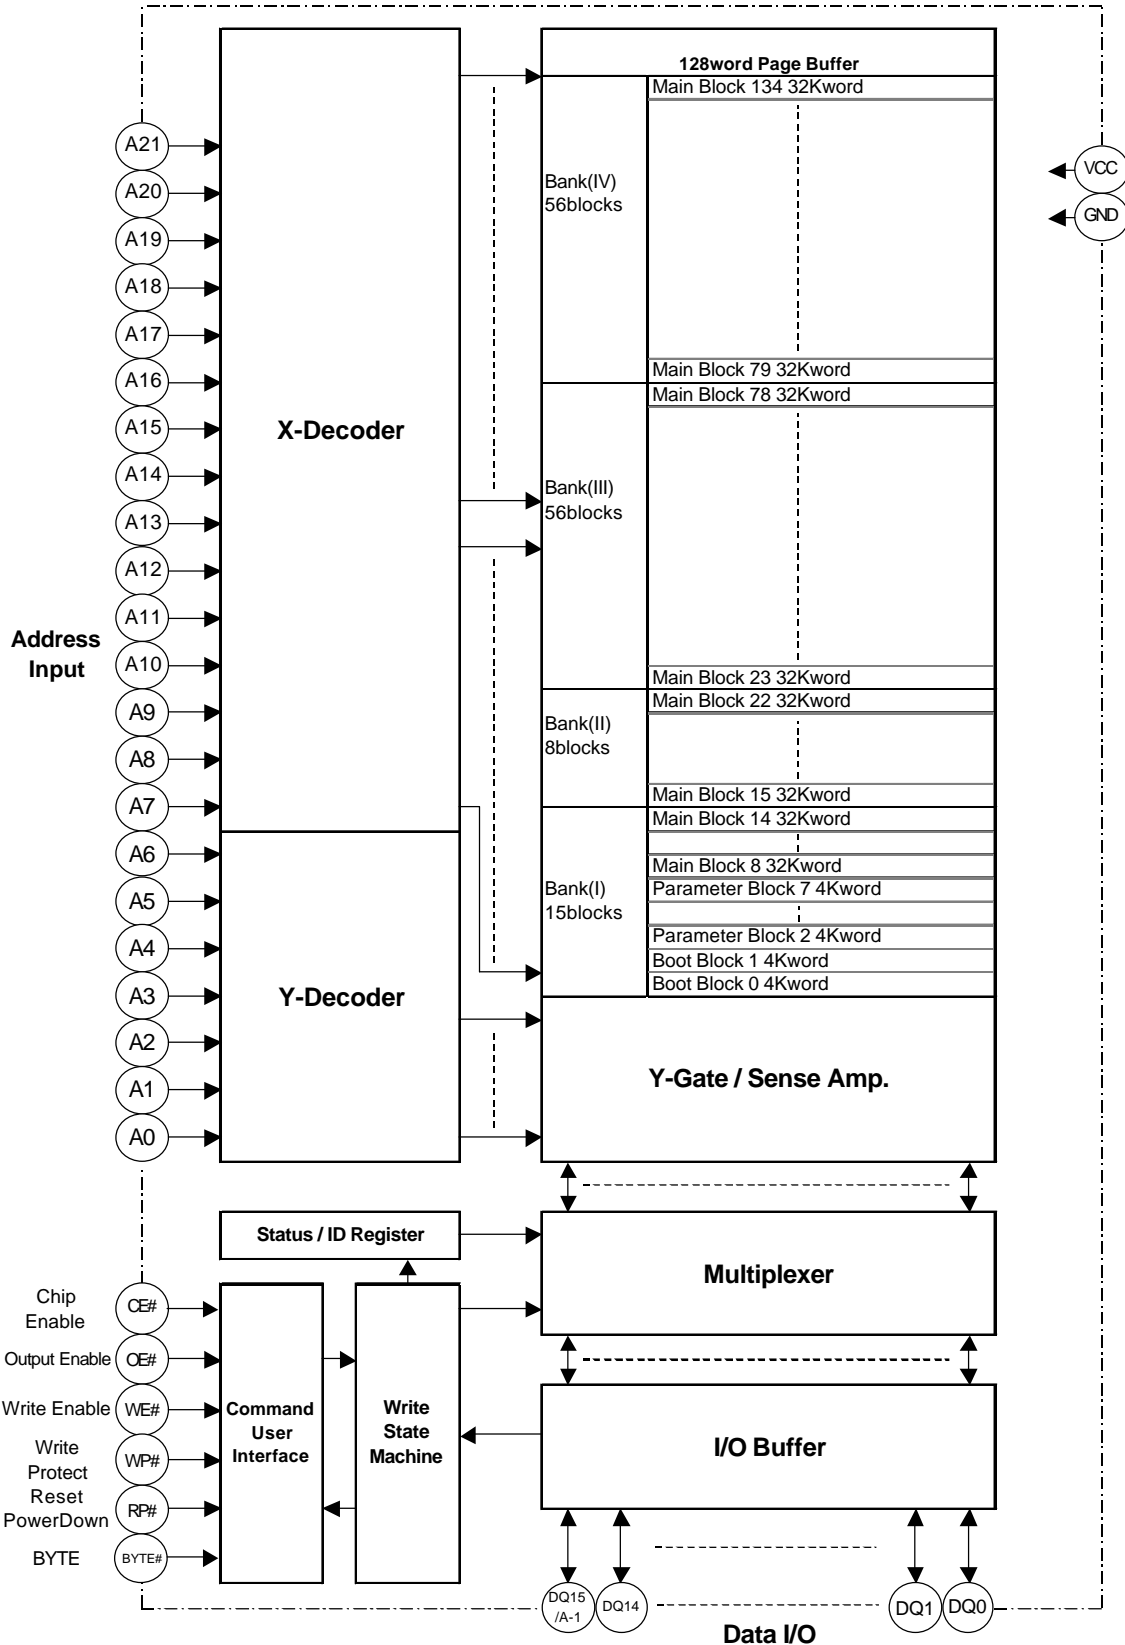 128word Page Buffer
Main Block 134 32Kword
A21
A20
A19
A18
A17
A16
A15
A14
A13
A12
A11
A10
A9
A8
A7
A6
A5
A4
A3
A2
A1
A0
Address
Input
X-Decoder
Y-Decoder
VCC
GND
Bank(IV)
56blocks
Main Block 79 32Kword
Main Block 78 32Kword
Bank(III)
56blocks
Main Block 23 32Kword
Main Block 22 32Kword
Bank(II)
8blocks
Main Block 15 32Kword
Main Block 14 32Kword
Main Block 8 32Kword
Bank(I)
15blocks
Parameter Block 7 4Kword
Parameter Block 2 4Kword
Boot Block 1 4Kword
Boot Block 0 4Kword
Y-Gate / Sense Amp.
Status / ID Register
Multiplexer
Chip
Enable
CE#
Output Enable
OE#
Write Enable
WE#
Write
Protect
WP#
Reset
PowerDown
RP#
BYTE
BYTE#
Command
User
Interface
Write
State
Machine
I/O Buffer
DQ15
/A-1
DQ14
DQ1
DQ0
Data I/O